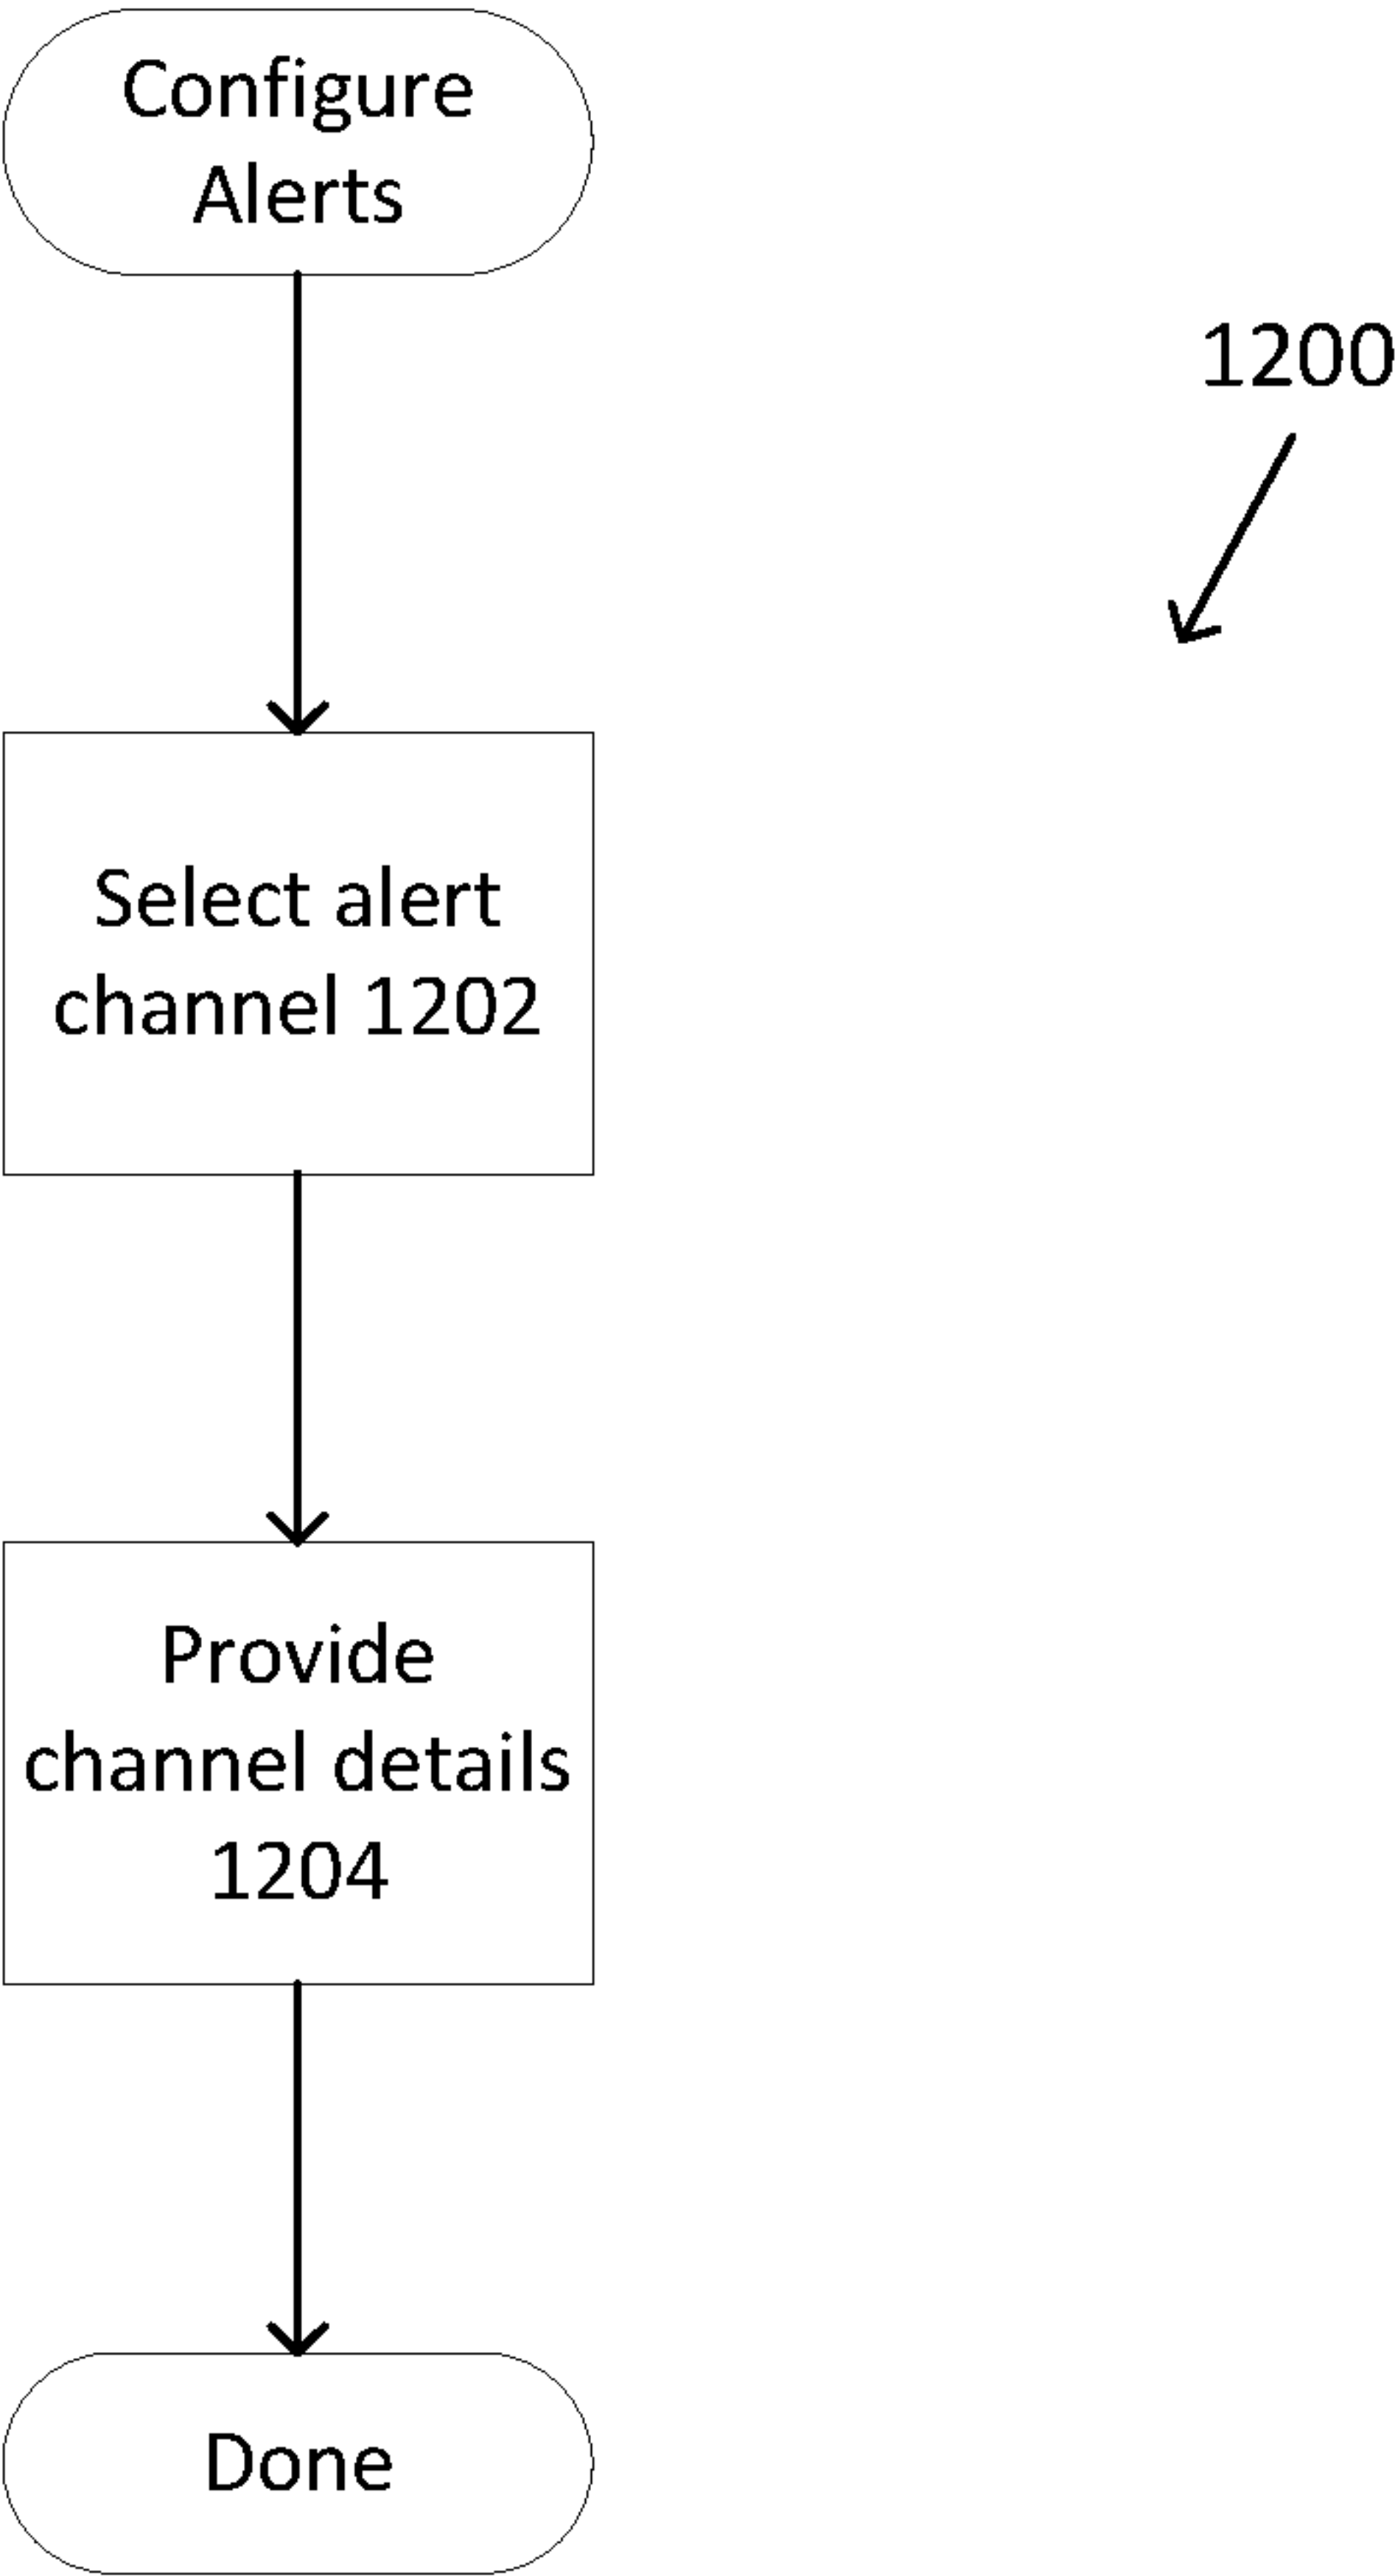 Configure
Alerts
1200
Select alert
channel 1202
Provide
channel details
1204
Done